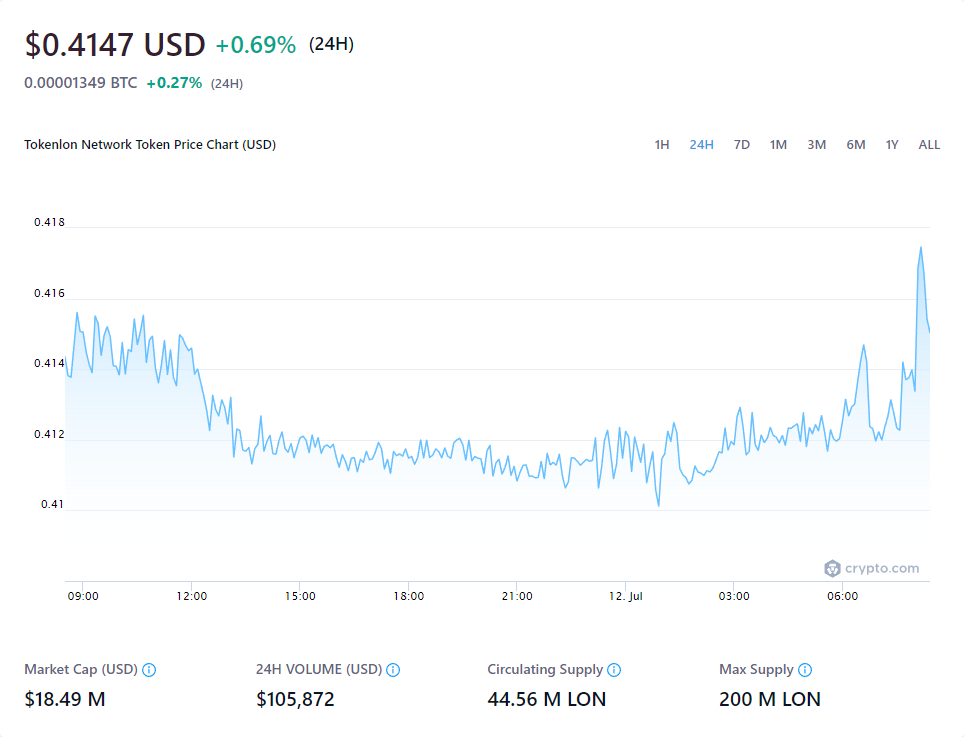 $0.4147 USD +0.69% (24H)
0.00001349 BTC +0.27% (24H)
Tokenlon Network Token Price Chart (USD)
1H 24H 7D 1M 3M 6M 1Y ALL
0.418
0.416
0.414
0.412
0.41
crypto.com
09:00 12:00 15:00 18:00 21:00 12. Jul 03:00 06:00
Market Cap (USD) 24H VOLUME (USD) Circulating Supply Max Supply
$18.49 M $105,872 44.56 M LON 200 M LON